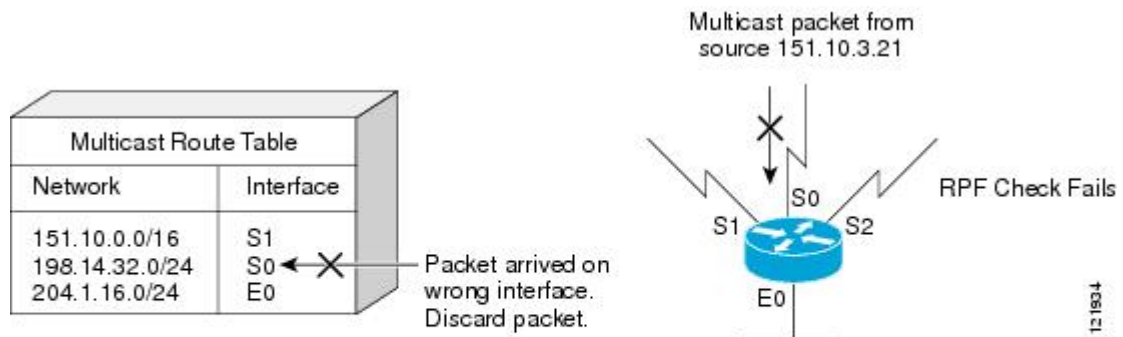 Multicast packet from
source 151.10.3.21
Multicast Route Table
Network Interface
151.10.0.0/16 S1
198.14.32.0/24 S0
204.1.16.0/24 E0
Packet arrived on
wrong interface.
Discard packet.
RPF Check Fails
S0
S1
S2
E0
121934